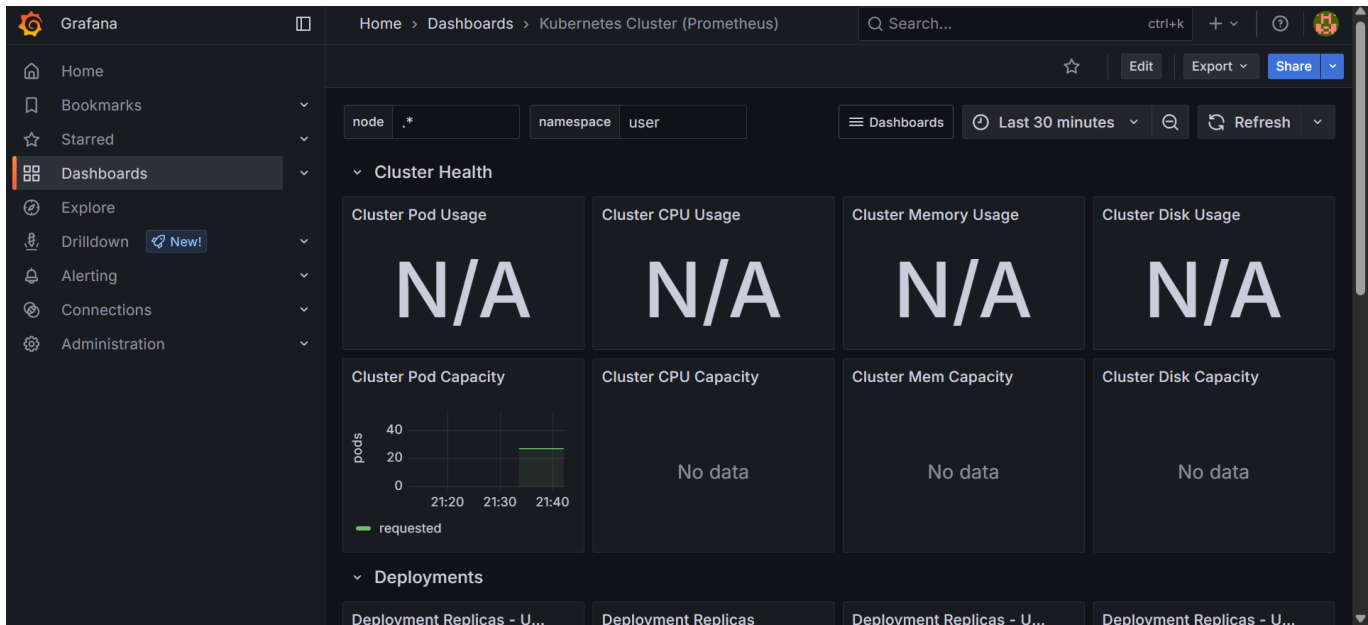 Grafana
Home > Dashboards > Kubernetes Cluster (Prometheus)
Search...
ctrl+k
Home
Bookmarks
Starred
Dashboards
Explore
Drilldown
New!
Alerting
Connections
Administration
Edit
Export
Share
node
.*
namespace
user
Dashboards
Last 30 minutes
Refresh
Cluster Health
Cluster Pod Usage
N/A
Cluster CPU Usage
N/A
Cluster Memory Usage
N/A
Cluster Disk Usage
N/A
Cluster Pod Capacity
pods
40
20
0
21:20 21:30 21:40
requested
Cluster CPU Capacity
No data
Cluster Mem Capacity
No data
Cluster Disk Capacity
No data
Deployments
Deployment Replicas - U...
Deployment Replicas
Deployment Replicas - U...
Deployment Replicas - U...